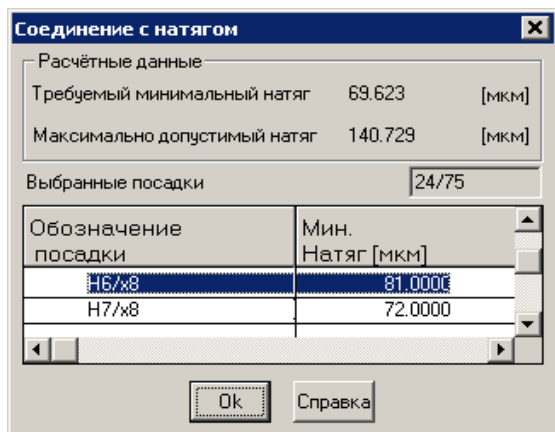 Соединение с натягом
Расчётные данные
Требуемый минимальный натяг 69.623 [мкм]
Максимально допустимый натяг 140.729 [мкм]
Выбранные посадки 24/75
Обозначение посадки Мин. Натяг [мкм]
H6/x8 81.0000
H7/x8 72.0000
Ok Справка